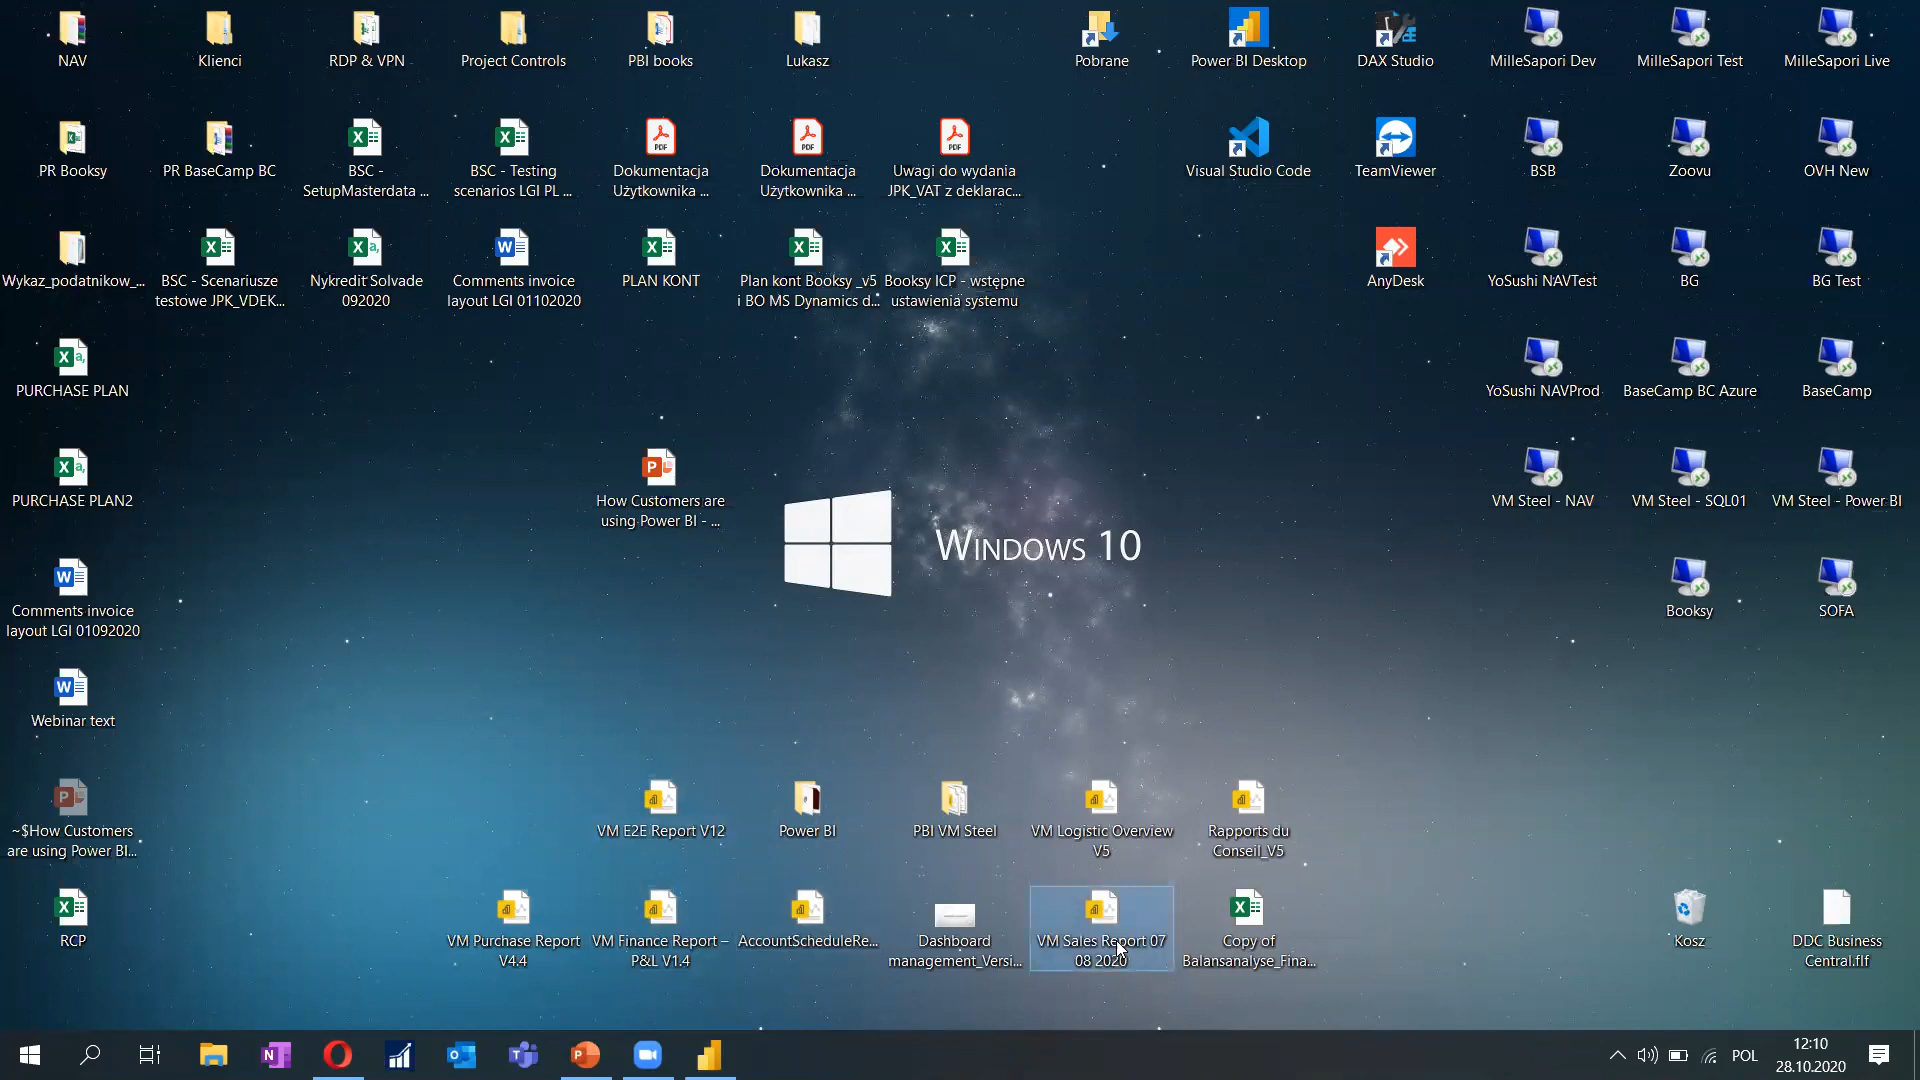 NAV
Klienci
RDP & VPN
Project Controls
PBI books
Lukasz
Pobrane
Power BI Desktop
DAX Studio
MilleSapori Dev
MilleSapori Test
MilleSapori Live
PR Booksy
PR BaseCamp BC
BSC -
SetupMasterdata ...
BSC - Testing
scenarios LGI PL ...
Dokumentacja
Użytkownika ...
Dokumentacja
Użytkownika ...
Uwagi do wydania
JPK_VAT z deklarac...
Visual Studio Code
TeamViewer
BSB
Zoovu
OVH New
Wykaz_podatnikow_...
BSC - Scenariusze
testowe JPK_VDEK...
Nykredit Solvade
092020
Comments invoice
layout LGI 01102020
PLAN KONT
Plan kont Booksy _v5
i BO MS Dynamics d...
Booksy ICP - wstępne
ustawienia systemu
AnyDesk
YoSushi NAVTest
BG
BG Test
PURCHASE PLAN
YoSushi NAVProd
BaseCamp BC Azure
BaseCamp
PURCHASE PLAN2
How Customers are
using Power BI - ...
VM Steel - NAV
VM Steel - SQL01
VM Steel - Power BI
Windows 10
Comments invoice
layout LGI 01092020
Booksy
SOFA
Webinar text
~$How Customers
are using Power BI...
VM E2E Report V12
Power BI
PBI VM Steel
VM Logistic Overview
V5
Rapports du
Conseil_V5
RCP
VM Purchase Report
V4.4
VM Finance Report –
P&L V1.4
AccountScheduleRe...
Dashboard
management_Versi...
VM Sales Report 07
08 2020
Copy of
Balansanalyse_Fina...
Kosz
DDC Business
Central.flf
POL
12:10
28.10.2020